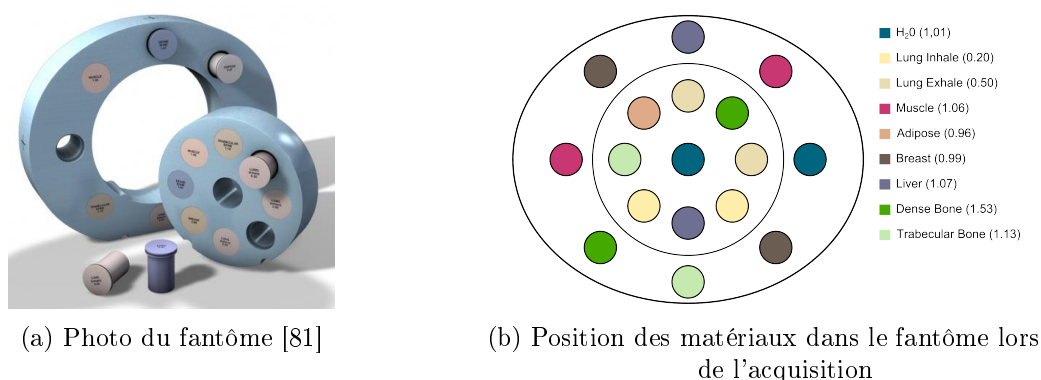 H₂0 (1,01)
Lung Inhale (0.20)
Lung Exhale (0.50)
Muscle (1.06)
Adipose (0.96)
Breast (0.99)
Liver (1.07)
Dense Bone (1.53)
Trabecular Bone (1.13)
(a) Photo du fantôme [81]
(b) Position des matériaux dans le fantôme lors
de l'acquisition